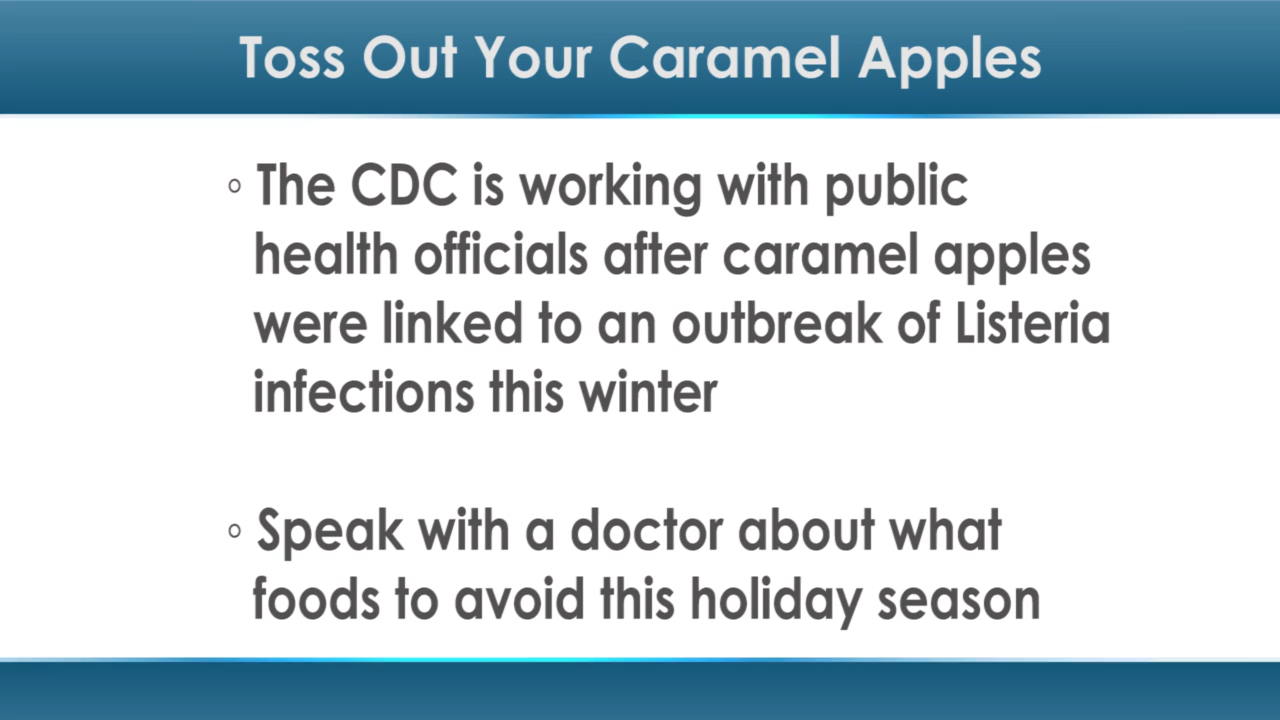 Toss Out Your Caramel Apples
◦ The CDC is working with public
health officials after caramel apples
were linked to an outbreak of Listeria
infections this winter
◦ Speak with a doctor about what
foods to avoid this holiday season